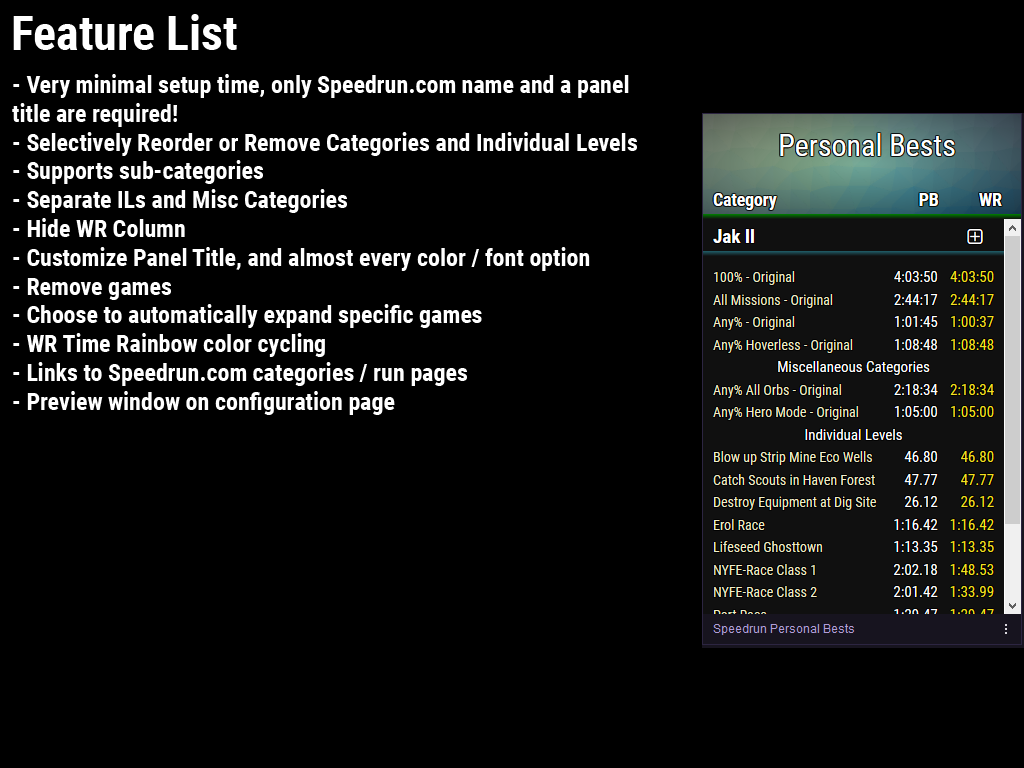 Feature List
- Very minimal setup time, only Speedrun.com name and a panel
title are required!
- Selectively Reorder or Remove Categories and Individual Levels
- Supports sub-categories
- Separate ILs and Misc Categories
- Hide WR Column
- Customize Panel Title, and almost every color / font option
- Remove games
- Choose to automatically expand specific games
- WR Time Rainbow color cycling
- Links to Speedrun.com categories / run pages
- Preview window on configuration page
Personal Bests
Category PB WR
Jak II
100% - Original 4:03:50 4:03:50
All Missions - Original 2:44:17 2:44:17
Any% - Original 1:01:45 1:00:37
Any% Hoverless - Original 1:08:48 1:08:48
Miscellaneous Categories
Any% All Orbs - Original 2:18:34 2:18:34
Any% Hero Mode - Original 1:05:00 1:05:00
Individual Levels
Blow up Strip Mine Eco Wells 46.80 46.80
Catch Scouts in Haven Forest 47.77 47.77
Destroy Equipment at Dig Site 26.12 26.12
Erol Race 1:16.42 1:16.42
Lifeseed Ghosttown 1:13.35 1:13.35
NYFE-Race Class 1 2:02.18 1:48.53
NYFE-Race Class 2 2:01.42 1:33.99
Speedrun Personal Bests